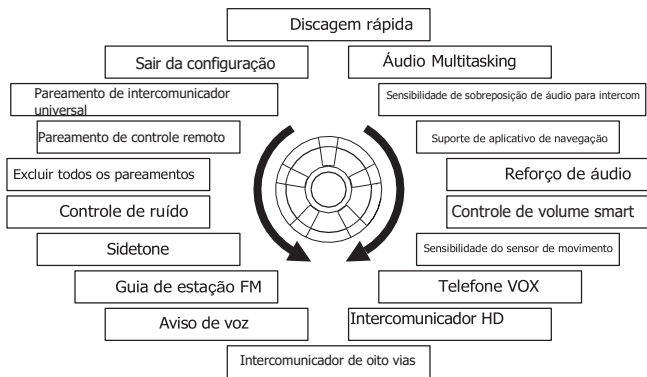 Discagem rápida
Sair da configuração
Áudio Multitasking
Pareamento de intercomunicador
universal
Sensibilidade de sobreposição de áudio para intercom
Pareamento de controle remoto
Suporte de aplicativo de navegação
Excluir todos os pareamentos
Reforço de áudio
Controle de ruído
Controle de volume smart
Sidetone
Sensibilidade do sensor de movimento
Guia de estação FM
Telefone VOX
Aviso de voz
Intercomunicador HD
Intercomunicador de oito vias